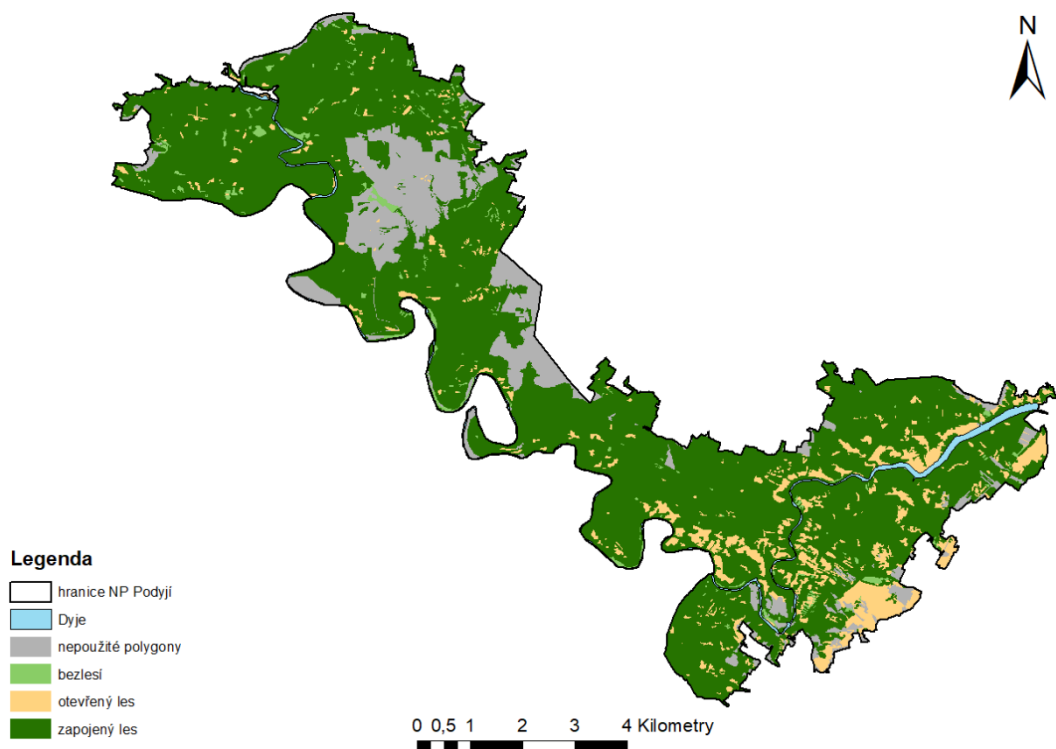 N
Legenda
hranice NP Podyjí
Dyje
nepoužité polygony
bezlesí
otevřený les
zapojený les
0 0,5 1 2 3 4 Kilometry